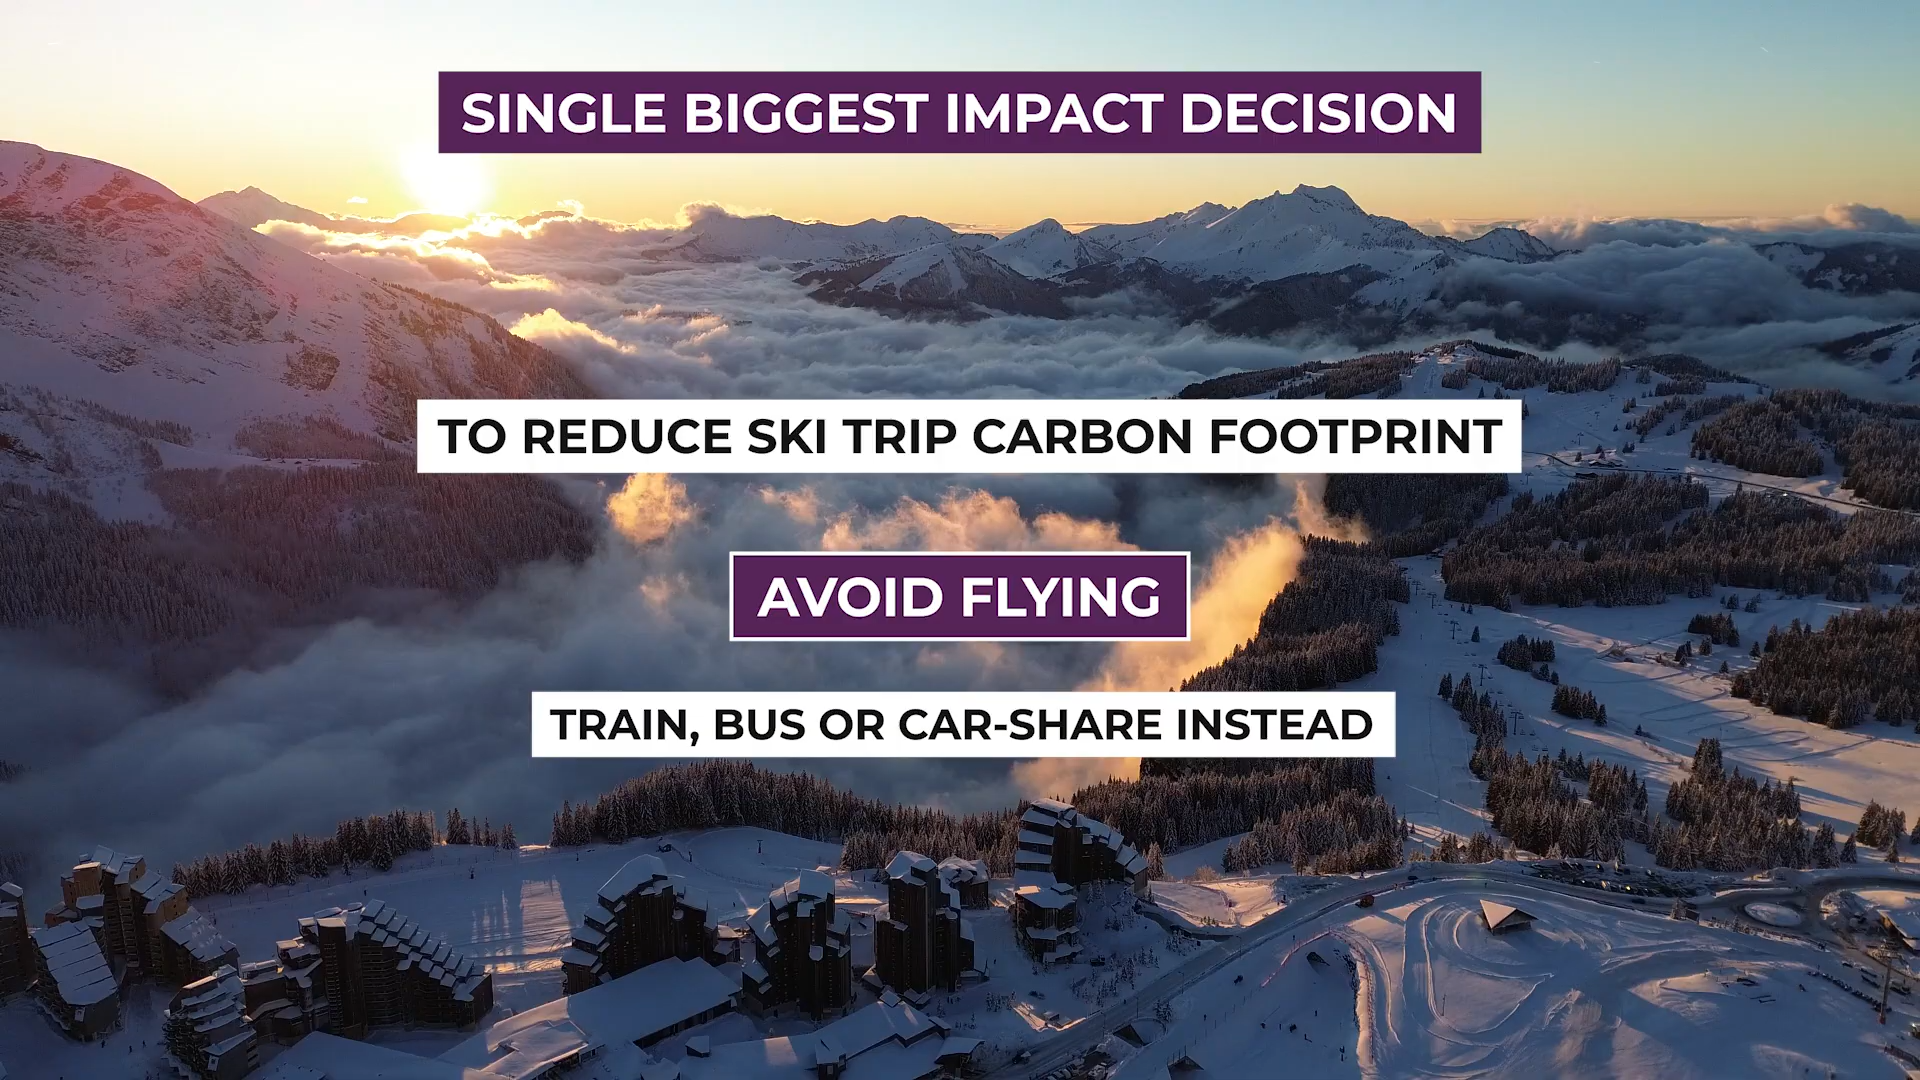 SINGLE BIGGEST IMPACT DECISION
TO REDUCE SKI TRIP CARBON FOOTPRINT
AVOID FLYING
TRAIN, BUS OR CAR-SHARE INSTEAD